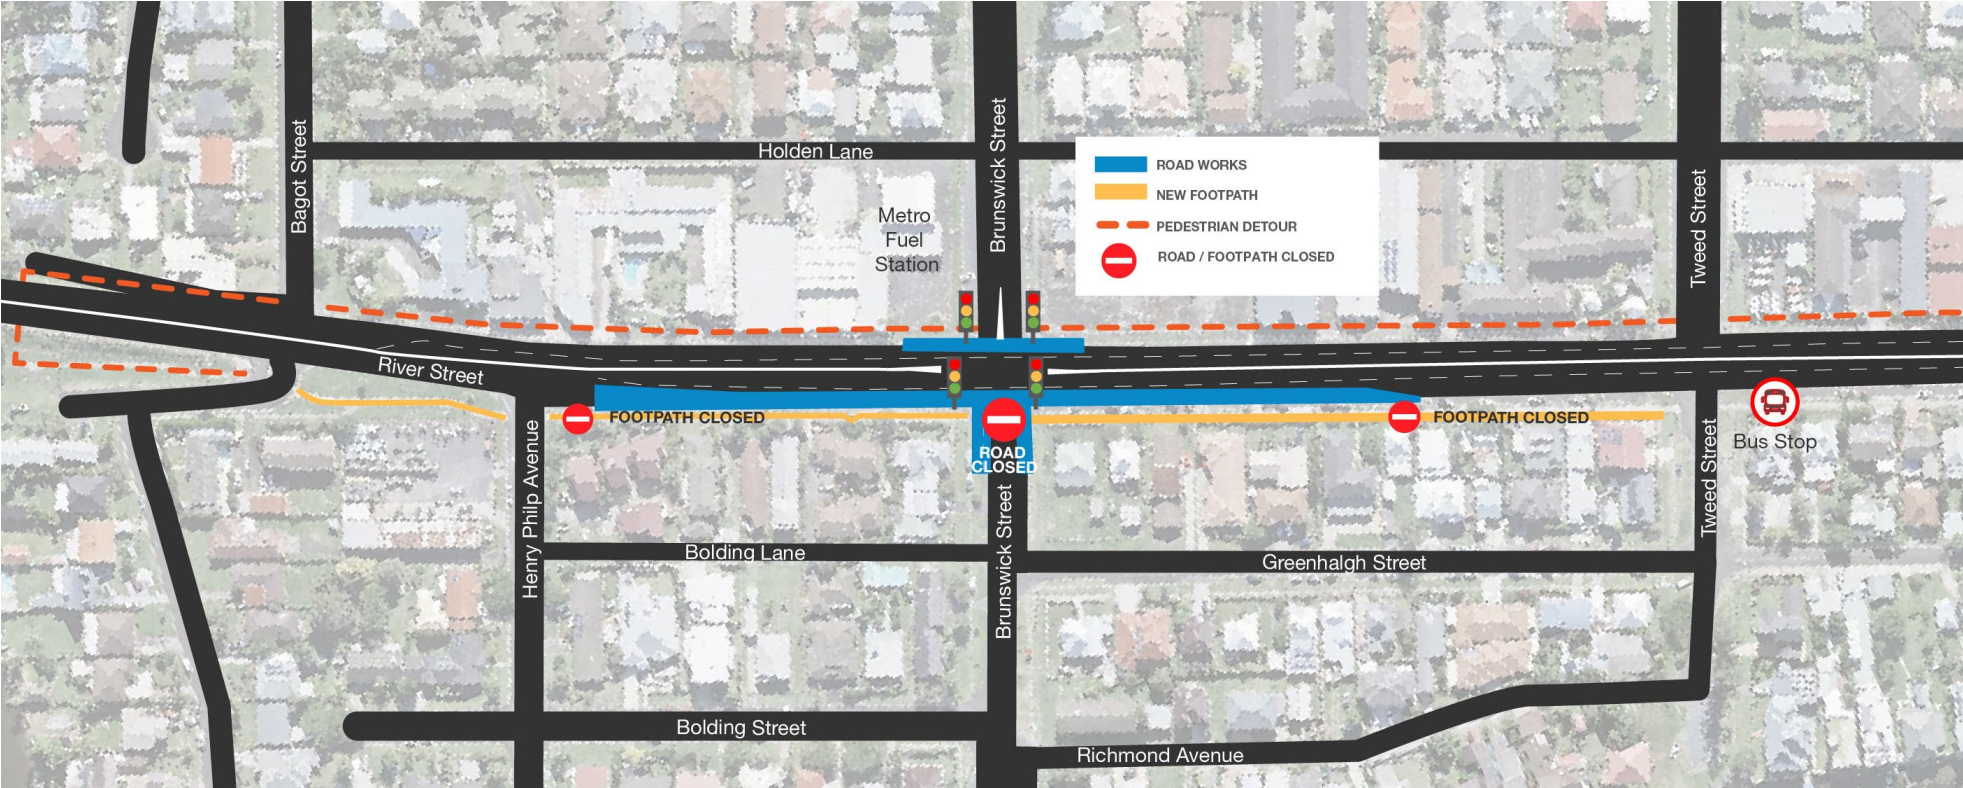 Bagot Street
Holden Lane
Brunswick Street
ROAD WORKS
NEW FOOTPATH
PEDESTRIAN DETOUR
ROAD / FOOTPATH CLOSED
Tweed Street
Metro
Fuel
Station
River Street
FOOTPATH CLOSED
FOOTPATH CLOSED
ROAD
CLOSED
Bus Stop
Henry Philp Avenue
Brunswick Street
Tweed Street
Bolding Lane
Greenhalgh Street
Bolding Street
Richmond Avenue